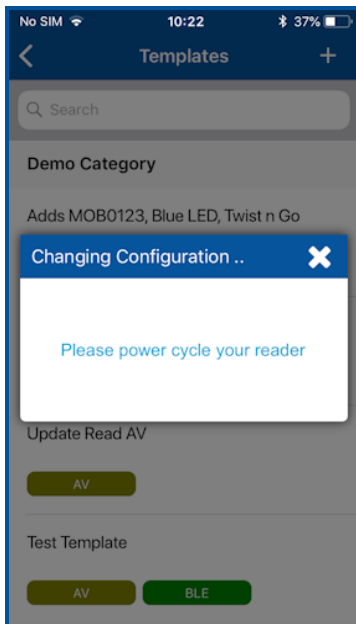 No SIM 10:22 37%
Templates +
Search
Demo Category
Adds MOB0123, Blue LED, Twist n Go
Changing Configuration ..
Please power cycle your reader
Update Read AV
AV
Test Template
AV BLE